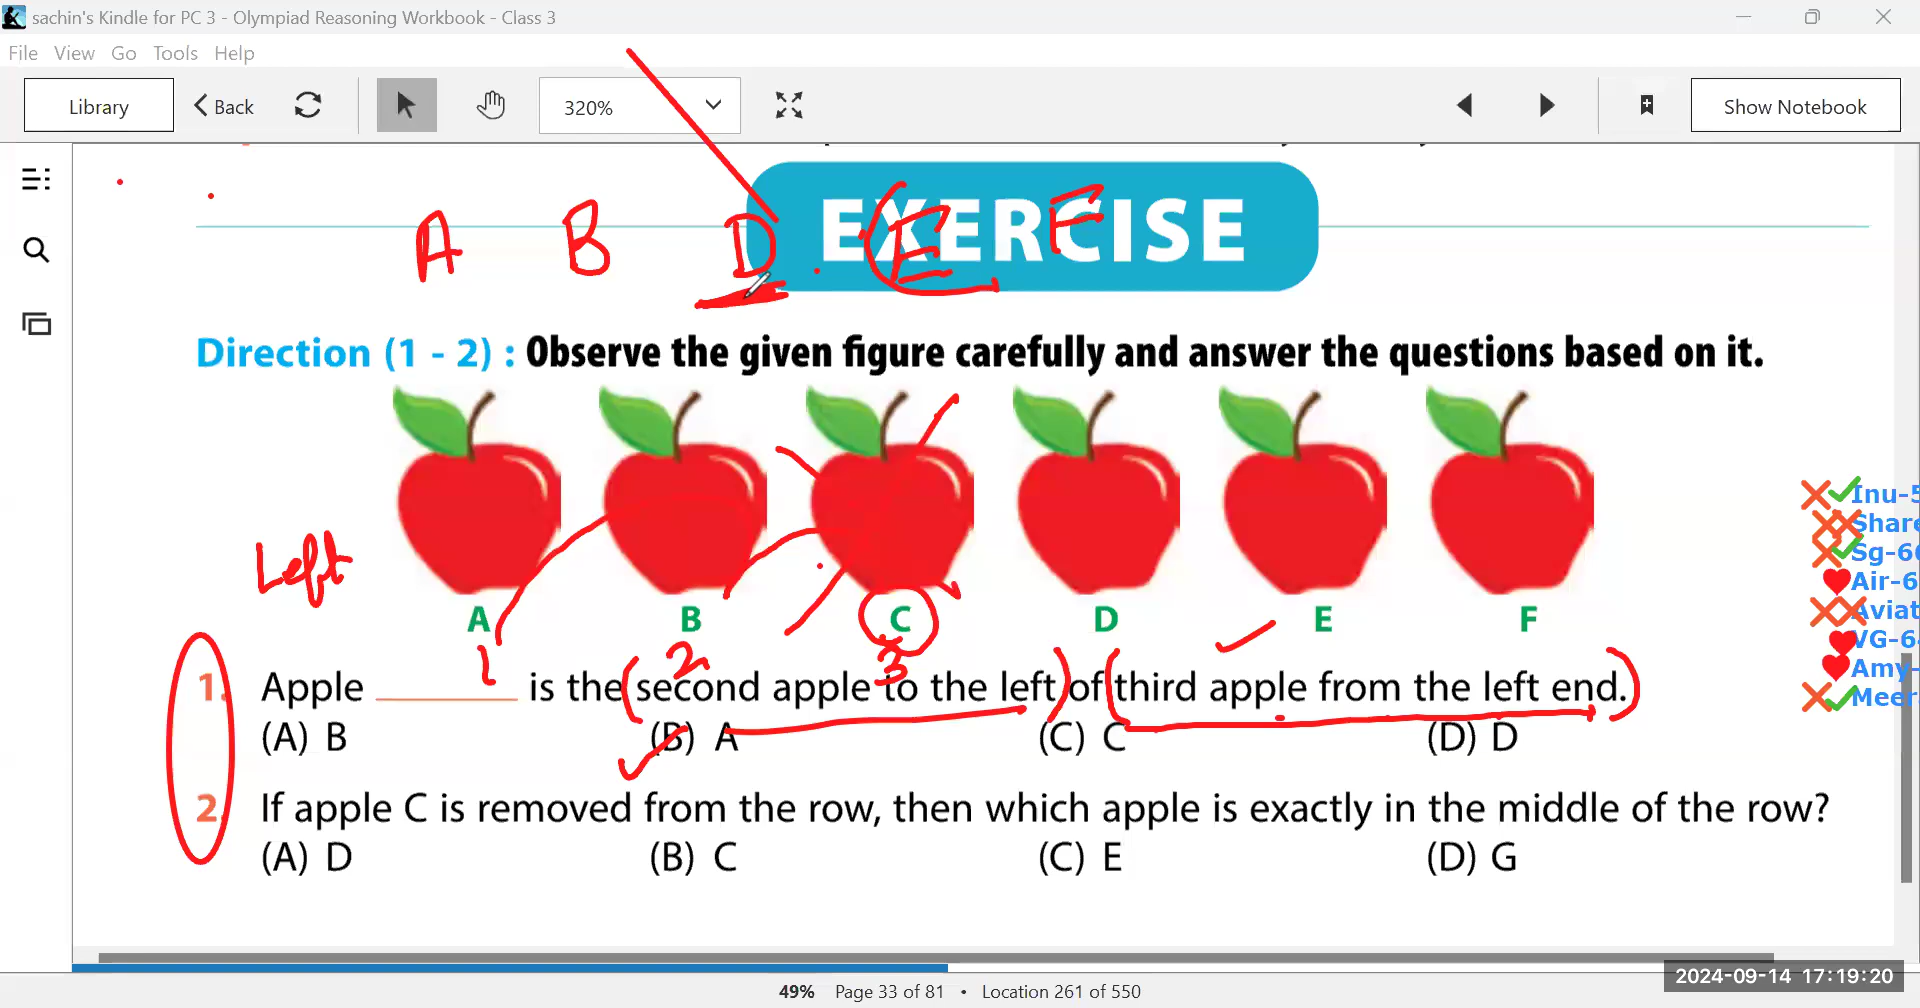 sachin's Kindle for PC 3 - Olympiad Reasoning Workbook - Class 3
File View Go Tools Help
Library Back 320% Show Notebook
EXERCISE
A B D E F
Direction (1 - 2) : Observe the given figure carefully and answer the questions based on it.
Left
A B C D E F
1 2 3
1. Apple ________ is the second apple to the left of third apple from the left end.
(A) B (B) A (C) C (D) D
2. If apple C is removed from the row, then which apple is exactly in the middle of the row?
(A) D (B) C (C) E (D) G
Inu-5
Share
Sg-6
Air-6
Aviat
VG-6
Amy-
Meer
2024-09-14 17:19:20
49% Page 33 of 81 • Location 261 of 550